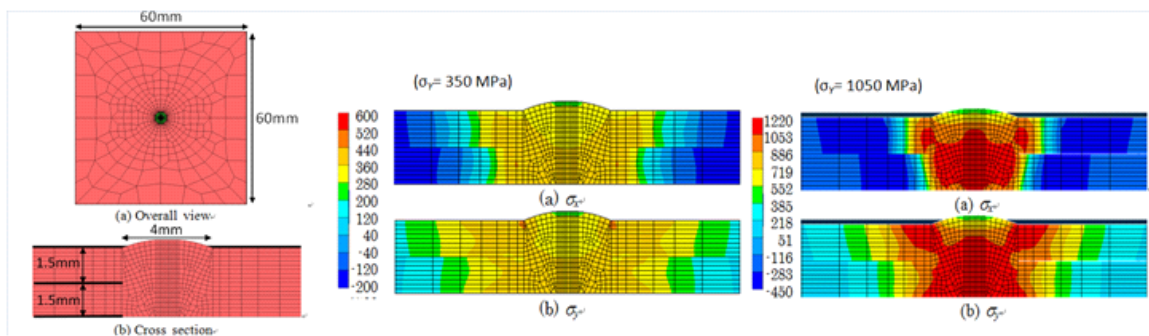 60mm
60mm
(a) Overall view
4mm
1.5mm
1.5mm
(b) Cross section
(σY= 350 MPa)
600
520
440
360
280
200
120
40
-40
-120
-200
(a) σx
(b) σy
(σY= 1050 MPa)
1220
1053
886
719
552
385
218
51
-116
-283
-450
(a) σx
(b) σy